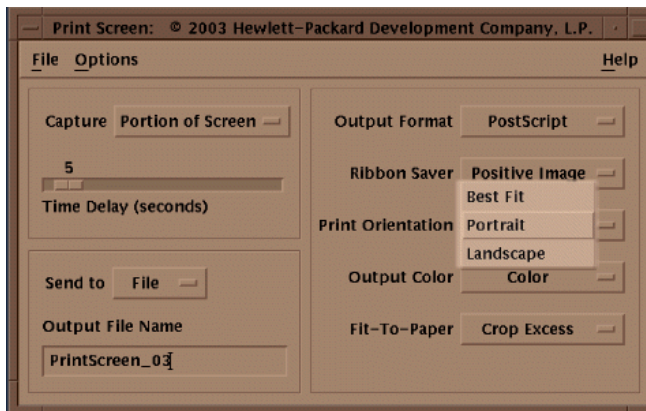 Print Screen: © 2003 Hewlett-Packard Development Company, L.P.
File Options Help
Capture Portion of Screen
5
Time Delay (seconds)
Send to File
Output File Name
PrintScreen_03
Output Format PostScript
Ribbon Saver Positive Image
Best Fit
Print Orientation Portrait
Landscape
Output Color Color
Fit-To-Paper Crop Excess